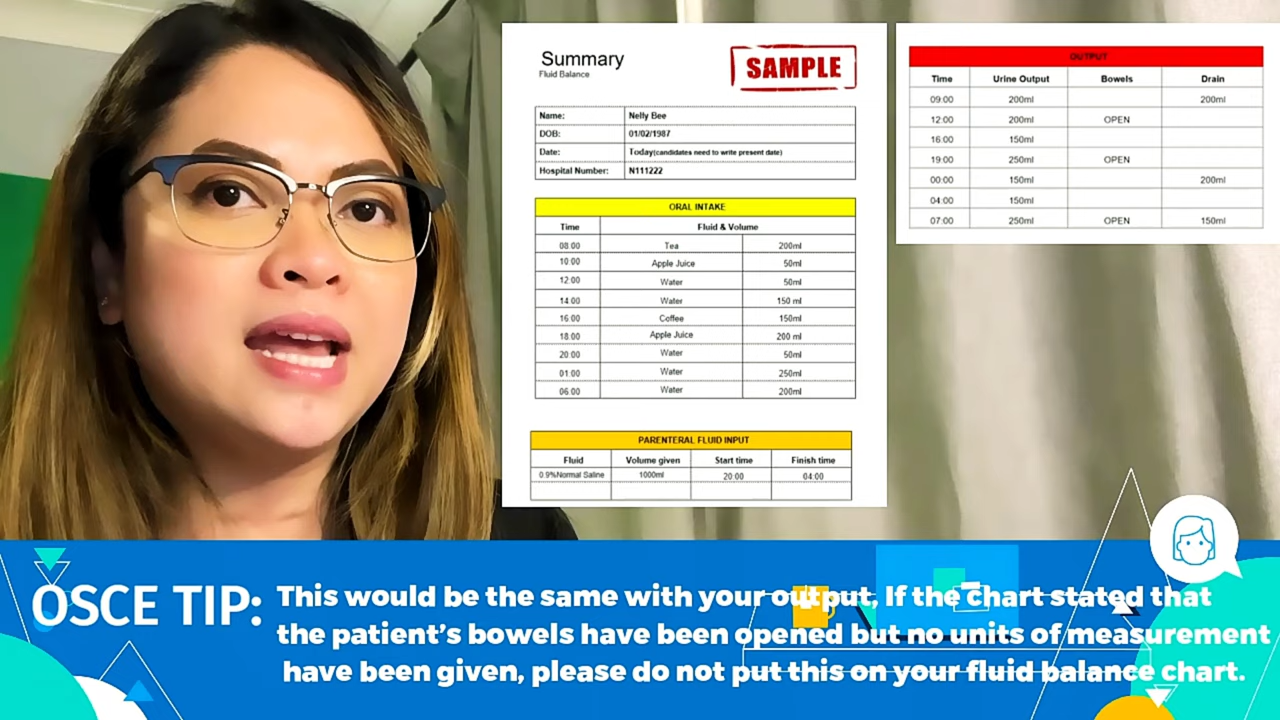 Summary
Fluid Balance
SAMPLE
Name: Nelly Bee
DOB: 01/02/1987
Date: Today(candidates need to write present date)
Hospital Number: N111222
ORAL INTAKE
Time Fluid & Volume
08:00 Tea 200ml
10:00 Apple Juice 50ml
12:00 Water 50ml
14:00 Water 150 ml
16:00 Coffee 150ml
18:00 Apple Juice 200 ml
20:00 Water 50ml
01:00 Water 250ml
06:00 Water 200ml
PARENTERAL FLUID INPUT
Fluid Volume given Start time Finish time
0.9%Normal Saline 1000ml 20:00 04:00
OUTPUT
Time Urine Output Bowels Drain
09:00 200ml 200ml
12:00 200ml OPEN
16:00 150ml
19:00 250ml OPEN
00:00 150ml 200ml
04:00 150ml
07:00 250ml OPEN 150ml
OSCE TIP: This would be the same with your output, If the chart stated that
the patient’s bowels have been opened but no units of measurement
have been given, please do not put this on your fluid balance chart.